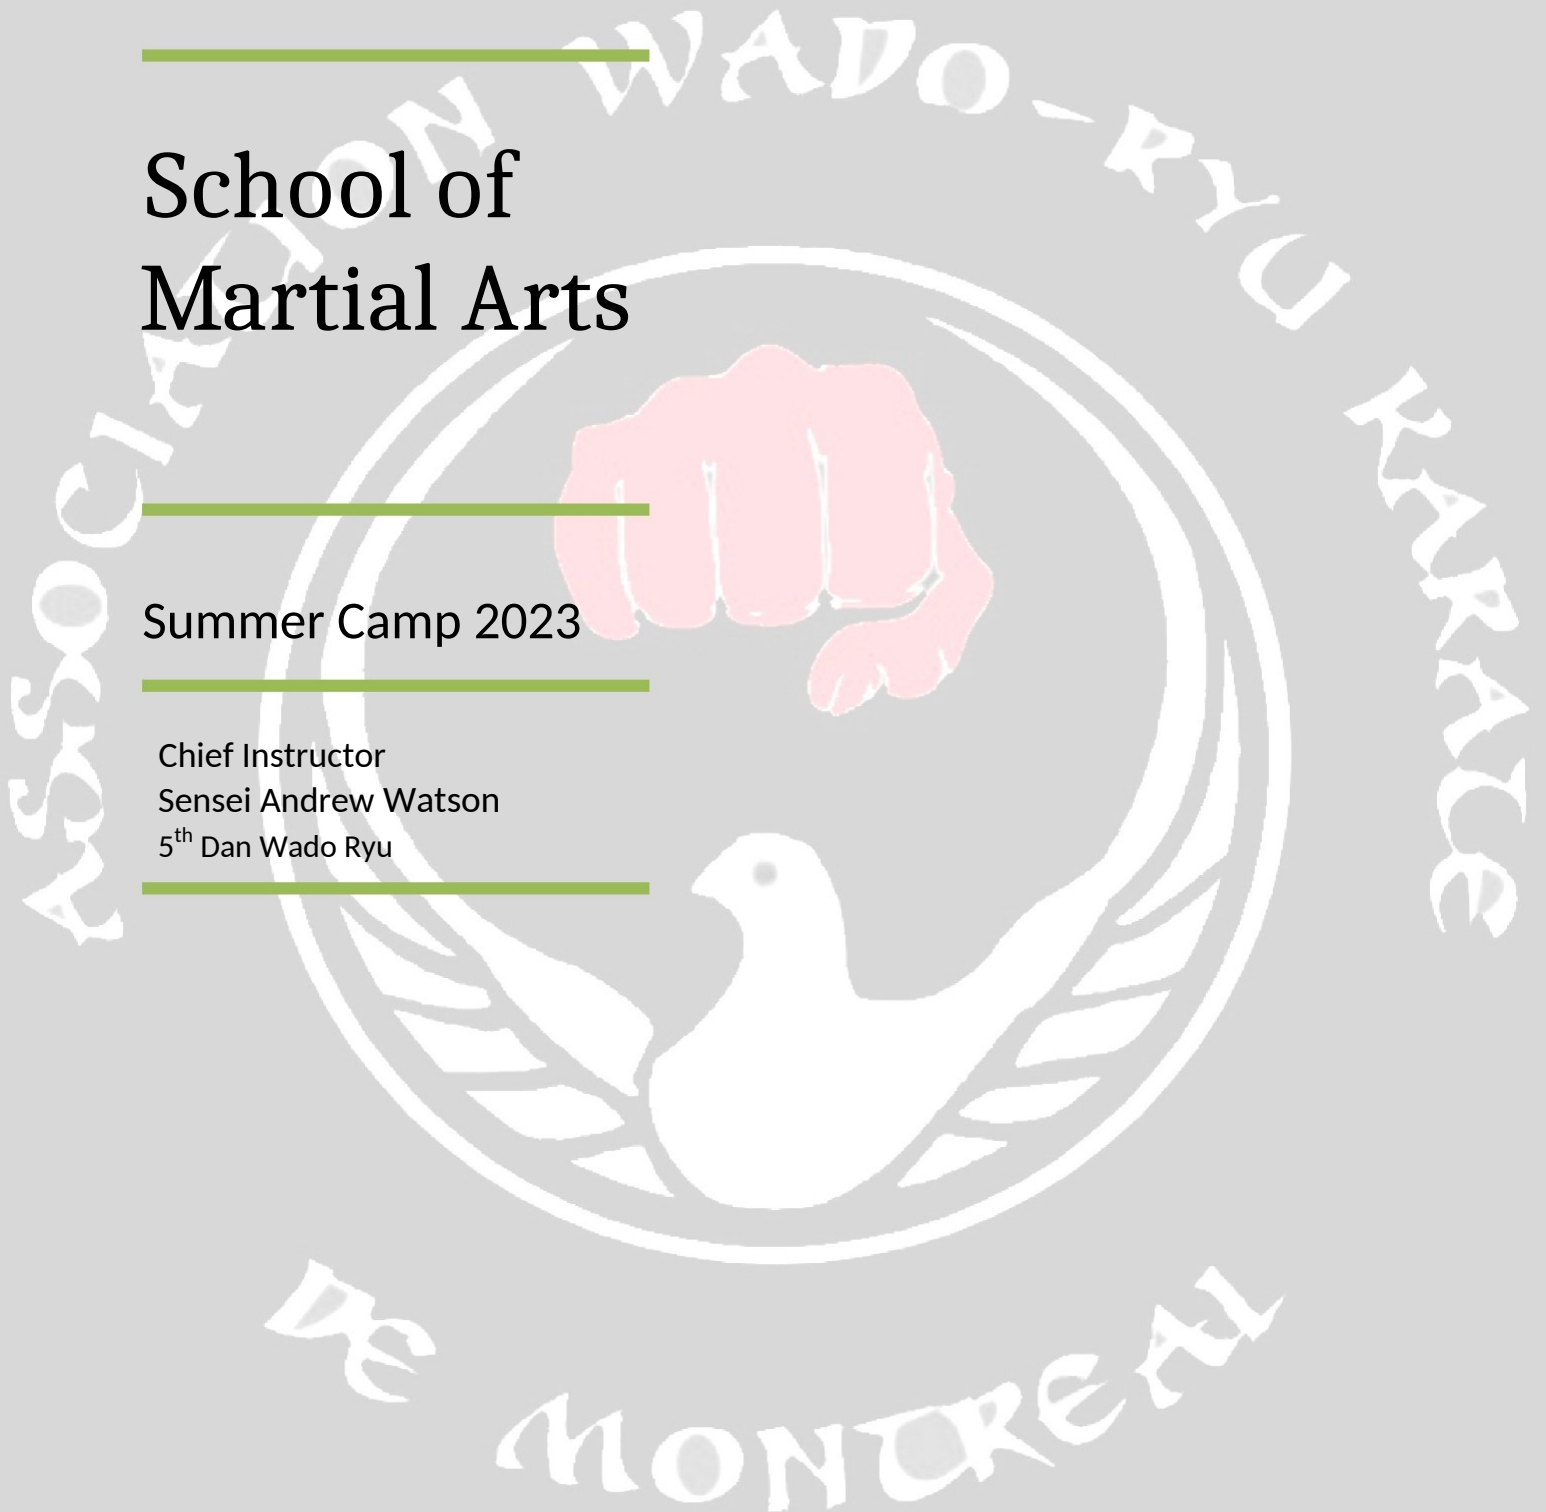 ASSOCIATION WADO-RYU KARATE
School of
Martial Arts
Summer Camp 2023
Chief Instructor
Sensei Andrew Watson
5th Dan Wado Ryu
DE MONTREAL